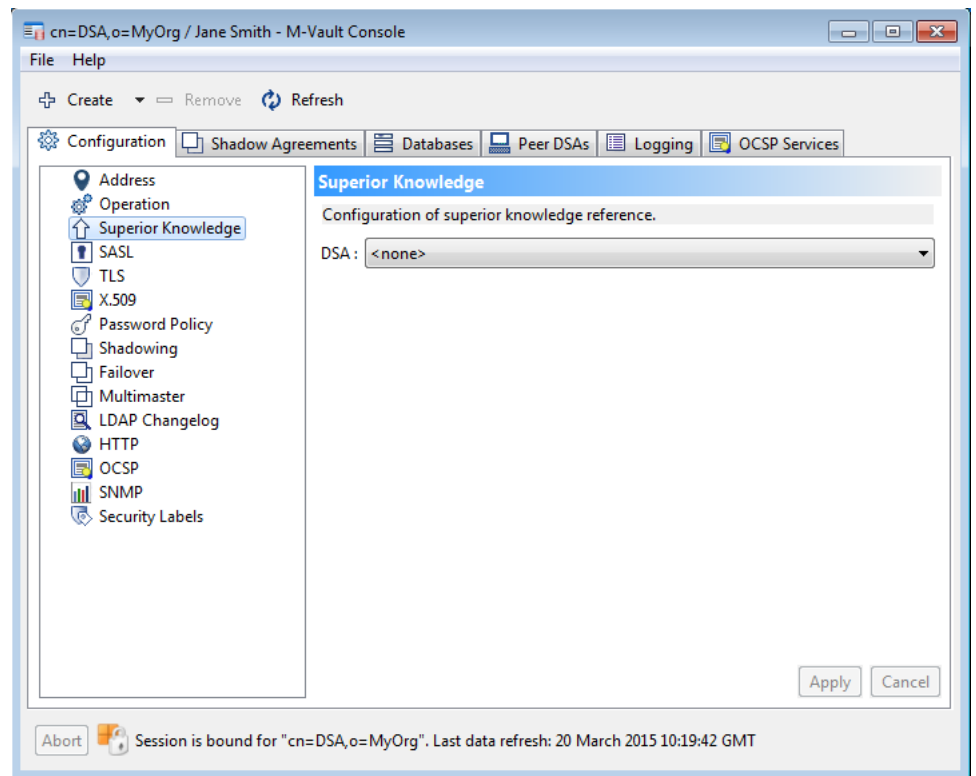 cn=DSA,o=MyOrg / Jane Smith - M-Vault Console
File Help
Create Remove Refresh
Configuration Shadow Agreements Databases Peer DSAs Logging OCSP Services
Address
Operation
Superior Knowledge
SASL
TLS
X.509
Password Policy
Shadowing
Failover
Multimaster
LDAP Changelog
HTTP
OCSP
SNMP
Security Labels
Superior Knowledge
Configuration of superior knowledge reference.
DSA : <none>
Apply Cancel
Abort Session is bound for "cn=DSA,o=MyOrg". Last data refresh: 20 March 2015 10:19:42 GMT